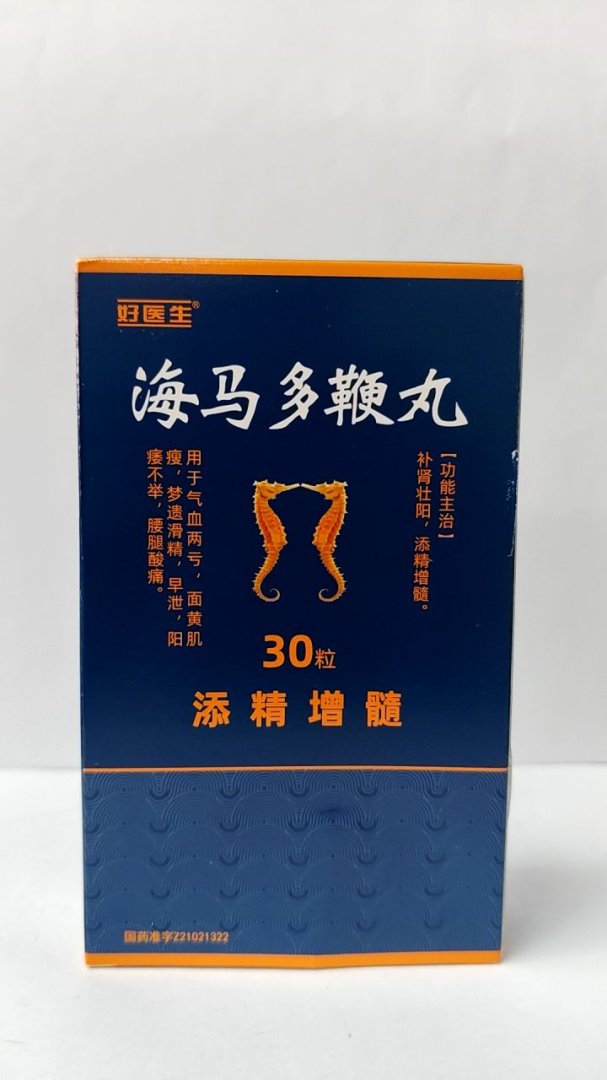 好医生®
海马多鞭丸
【功能主治】
补肾壮阳，添精增髓。
用于气血两亏，面黄肌
瘦，梦遗滑精，早泄，阳
痿不举，腰腿酸痛。
30粒
添精增髓
国药准字Z21021322